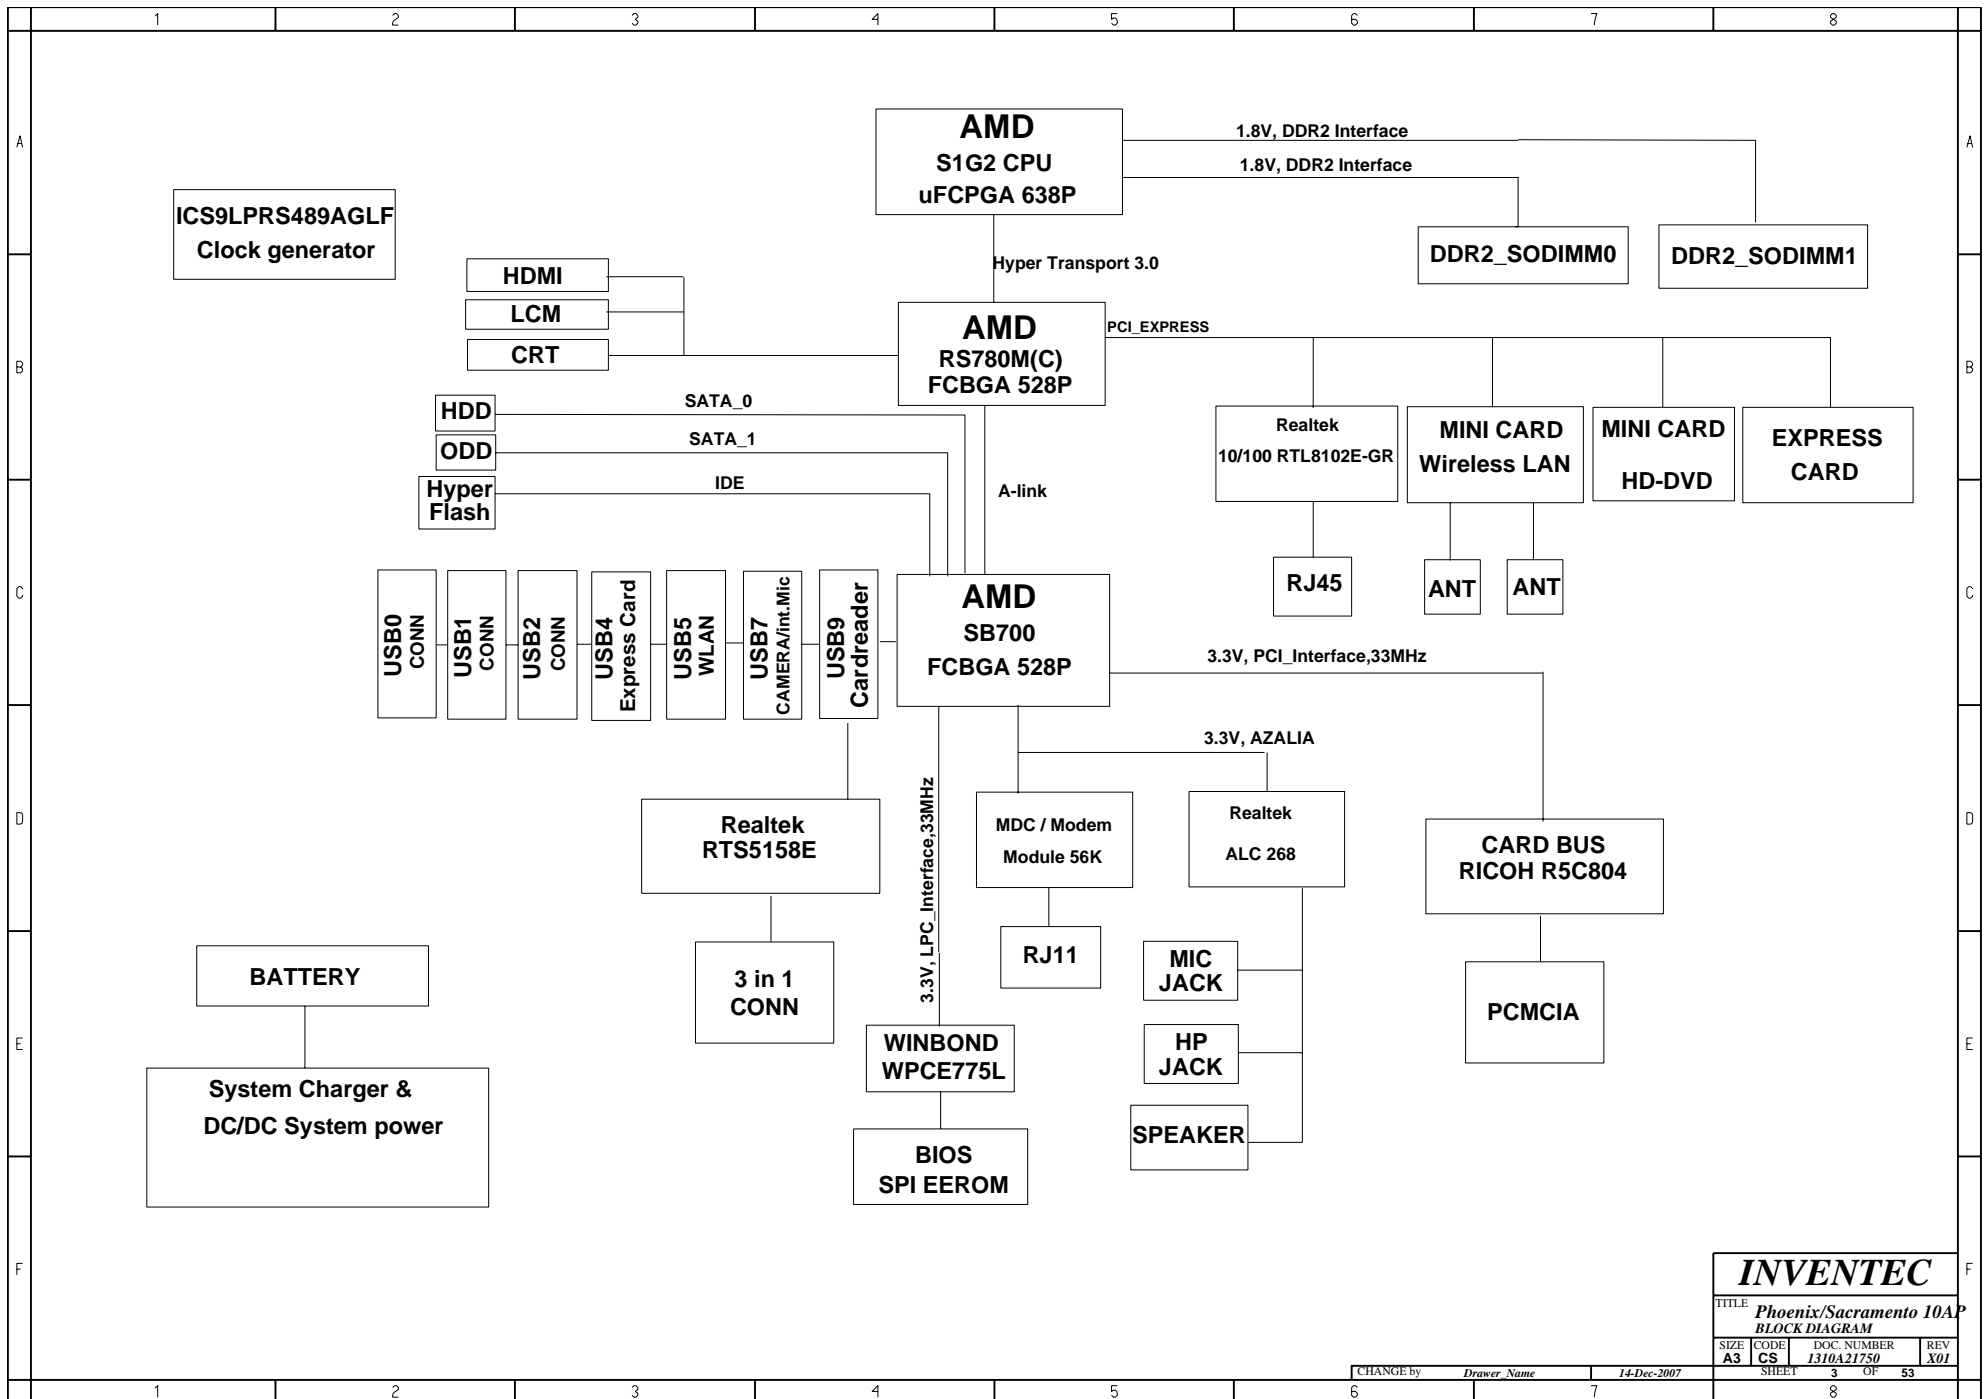 1 2 3 4 5 6 7 8
A
B
C
D
E
F
A
B
C
D
E
F
AMD
S1G2 CPU
uFCPGA 638P
1.8V, DDR2 Interface
1.8V, DDR2 Interface
DDR2_SODIMM0
DDR2_SODIMM1
ICS9LPRS489AGLF
Clock generator
Hyper Transport 3.0
HDMI
LCM
CRT
AMD
RS780M(C)
FCBGA 528P
PCI_EXPRESS
HDD
SATA_0
ODD
SATA_1
Hyper
Flash
IDE
A-link
Realtek
10/100 RTL8102E-GR
MINI CARD
Wireless LAN
MINI CARD
HD-DVD
EXPRESS
CARD
RJ45
ANT
ANT
USB0
CONN
USB1
CONN
USB2
CONN
USB4
Express Card
USB5
WLAN
USB7
CAMERA/int.Mic
USB9
Cardreader
AMD
SB700
FCBGA 528P
3.3V, PCI_Interface,33MHz
3.3V, AZALIA
3.3V, LPC_Interface,33MHz
Realtek
RTS5158E
MDC / Modem
Module 56K
Realtek
ALC 268
CARD BUS
RICOH R5C804
3 in 1
CONN
RJ11
MIC
JACK
HP
JACK
SPEAKER
PCMCIA
BATTERY
System Charger &
DC/DC System power
WINBOND
WPCE775L
BIOS
SPI EEROM
INVENTEC
TITLE
Phoenix/Sacramento 10AP
BLOCK DIAGRAM
SIZE CODE DOC. NUMBER REV
A3 CS 1310A21750 X01
CHANGE by Drawer_Name 14-Dec-2007 SHEET 3 OF 53
1 2 3 4 5 6 7 8